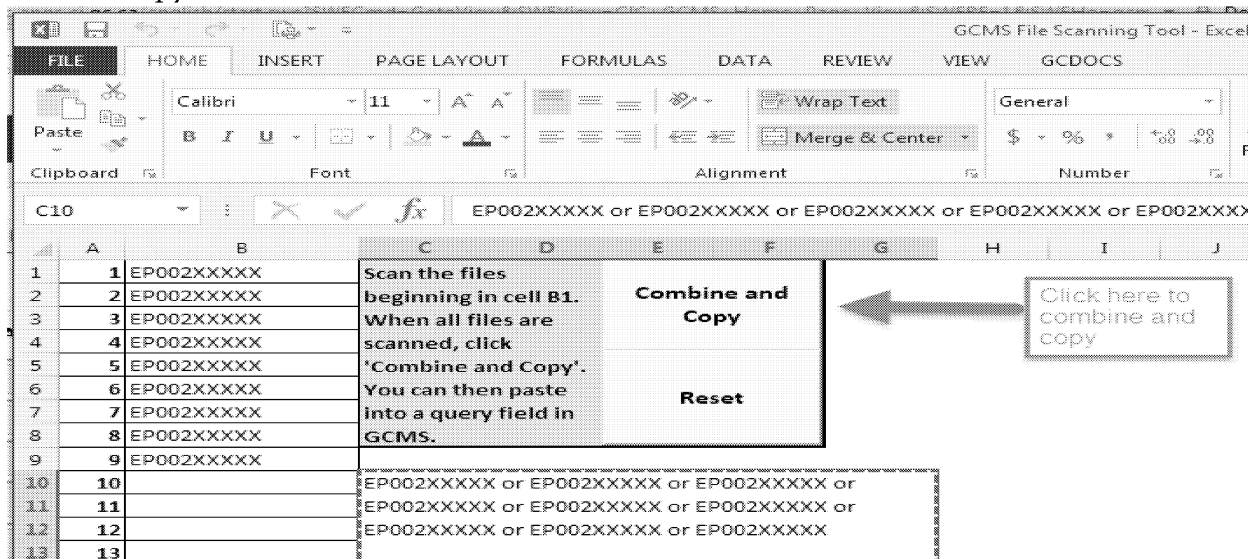 GCMS File Scanning Tool - Excel
FILE HOME INSERT PAGE LAYOUT FORMULAS DATA REVIEW VIEW GCDOCS
Calibri 11 A A Wrap Text General
Paste B I U A Merge & Center $ % , .00
Clipboard Font Alignment Number
C10 fx EP002XXXXX or EP002XXXXX or EP002XXXXX or EP002XXXXX or EP002XXXX
A B C D E F G H I J
1 1 EP002XXXXX Scan the files
2 2 EP002XXXXX beginning in cell B1. Combine and
3 3 EP002XXXXX When all files are Copy
4 4 EP002XXXXX scanned, click
5 5 EP002XXXXX 'Combine and Copy'.
6 6 EP002XXXXX You can then paste Reset
7 7 EP002XXXXX into a query field in
8 8 EP002XXXXX GCMS.
9 9 EP002XXXXX
Click here to
combine and
copy
10 10 EP002XXXXX or EP002XXXXX or EP002XXXXX or
11 11 EP002XXXXX or EP002XXXXX or EP002XXXXX or
12 12 EP002XXXXX or EP002XXXXX or EP002XXXXX
13 13